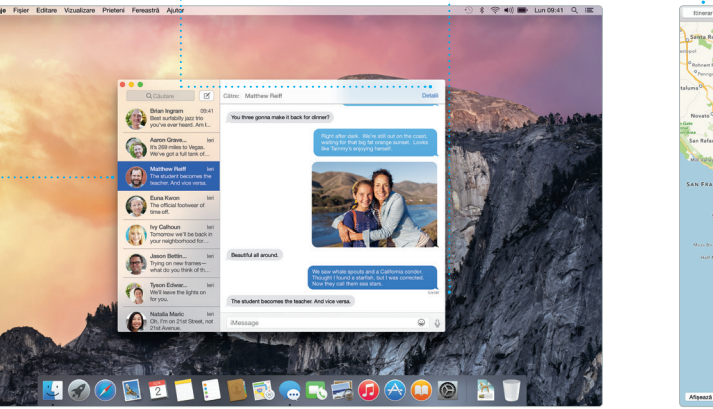 je Fișier Editare Vizualizare Prieteni Fereastră Ajutor
Lun 09:41
Căutare
Către: Matthew Reiff
Detalii
Brian Ingram 09:41
Best surfabily jazz trio
you've ever heard. Am I...
Aaron Grave... Ieri
It's 269 miles to Vegas.
We've got a full tank of...
Matthew Reiff Ieri
The student becomes the
teacher. And vice versa.
Euna Kwon Ieri
The official footwear of
time off.
Ivy Calhoun Ieri
Tomorrow we'll be back in
your neighborhood for...
Jason Bettin... Ieri
Trying on new frames—
what do you think of th...
Tyson Edwar... Ieri
We'll leave the lights on
for you.
Natalia Maric Ieri
Oh, I'm on 21st Street, not
21st Avenue.
You three gonna make it back for dinner?
Right after dark. We're still out on the coast,
waiting for that big fat orange sunset. Looks
like Tammy's enjoying herself.
Beautiful all around.
We saw whale spouts and a California condor.
Thought I found a starfish, but I was corrected.
Now they call them sea stars.
The student becomes the teacher. And vice versa.
iMessage
2
Itinerar
Santa Ro
taluma
Novato
San Rafae
SAN FRA
Afișează